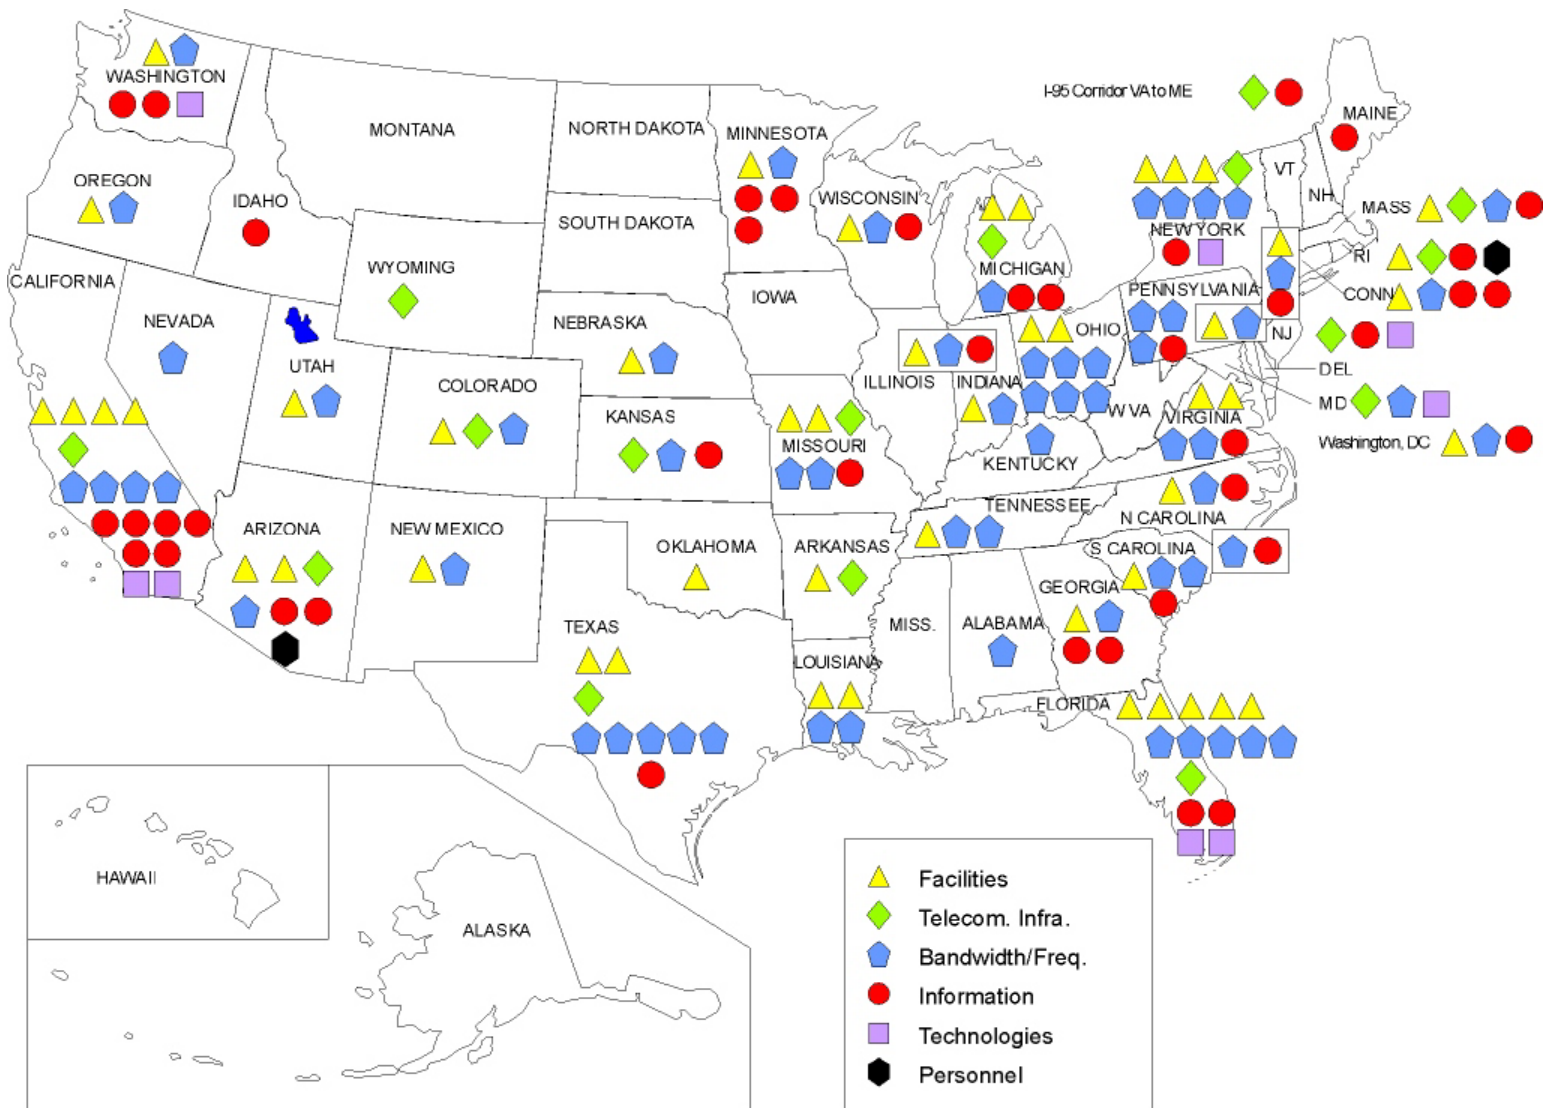 I-95 Corridor VA to ME
WASHINGTON
MONTANA
NORTH DAKOTA
MINNESOTA
MAINE
OREGON
IDAHO
SOUTH DAKOTA
WISCONSIN
VT
NH
MASS
NEW YORK
RI
CALIFORNIA
WYOMING
MICHIGAN
IOWA
PENNSYLVANIA
CONN
NEVADA
NEBRASKA
OHIO
NJ
UTAH
COLORADO
ILLINOIS
INDIANA
DEL
KANSAS
MISSOURI
W VA
VIRGINIA
MD
Washington, DC
KENTUCKY
ARIZONA
NEW MEXICO
OKLAHOMA
ARKANSAS
TENNESSEE
N CAROLINA
S CAROLINA
GEORGIA
TEXAS
MISS.
ALABAMA
LOUISIANA
FLORIDA
HAWAII
ALASKA
Facilities
Telecom. Infra.
Bandwidth/Freq.
Information
Technologies
Personnel